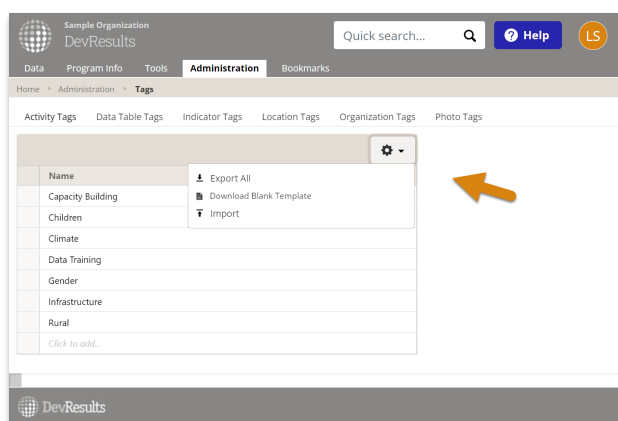 Sample Organization
DevResults
Quick search...
Help
LS
Data Program Info Tools Administration Bookmarks
Home Administration Tags
Activity Tags Data Table Tags Indicator Tags Location Tags Organization Tags Photo Tags
Name
Export All
Capacity Building
Download Blank Template
Children
Import
Climate
Data Training
Gender
Infrastructure
Rural
Click to add...
DevResults